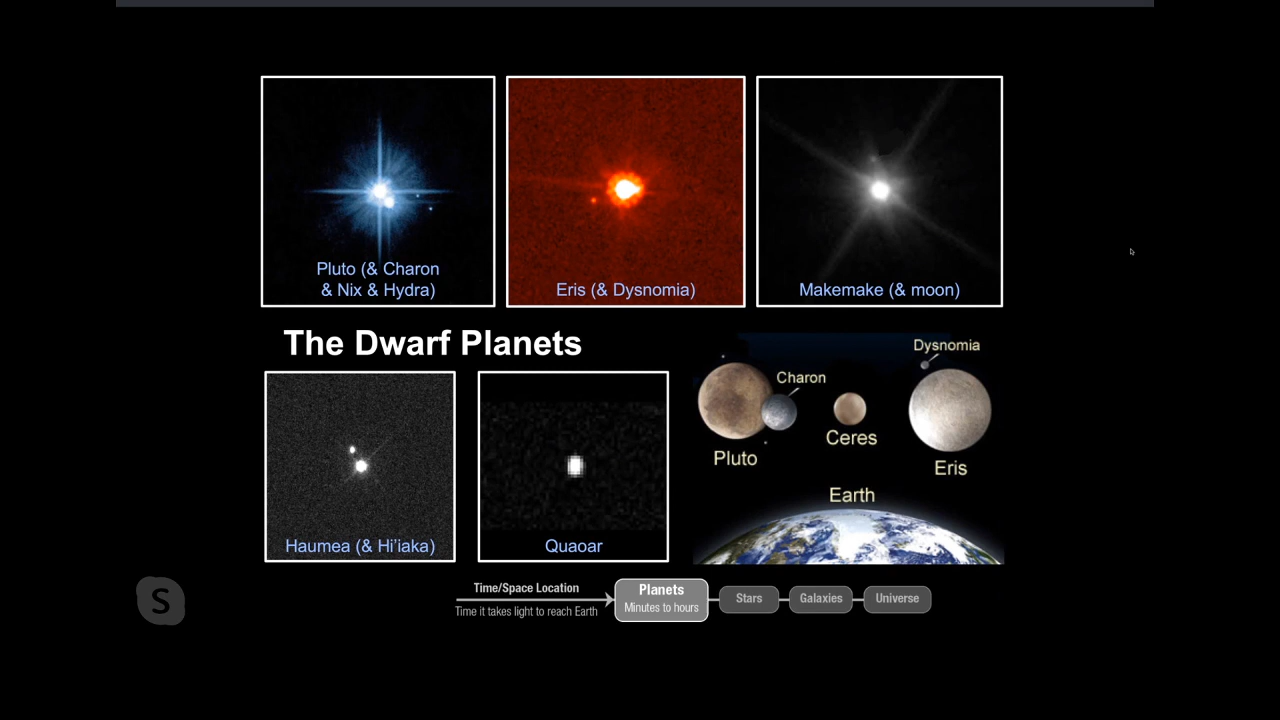 Pluto (& Charon
& Nix & Hydra)
Eris (& Dysnomia)
Makemake (& moon)
The Dwarf Planets
Haumea (& Hi’iaka)
Quaoar
Dysnomia
Charon
Ceres
Pluto
Eris
Earth
Time/Space Location
Time it takes light to reach Earth
Planets
Minutes to hours
Stars
Galaxies
Universe
S